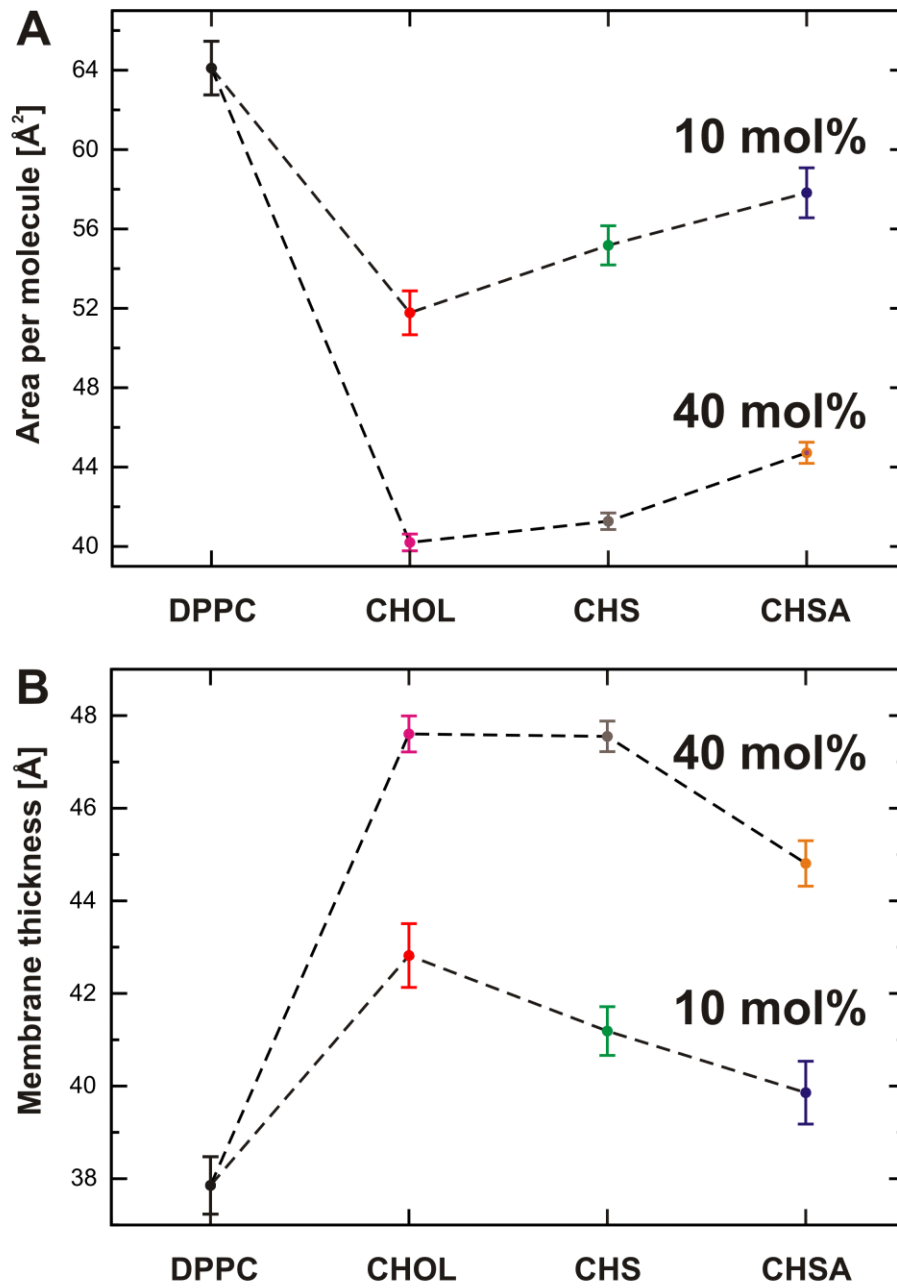 A
Area per molecule [Å²]
64
60
56
52
48
44
40
10 mol%
40 mol%
DPPC CHOL CHS CHSA
B
Membrane thickness [Å]
48
46
44
42
40
38
40 mol%
10 mol%
DPPC CHOL CHS CHSA